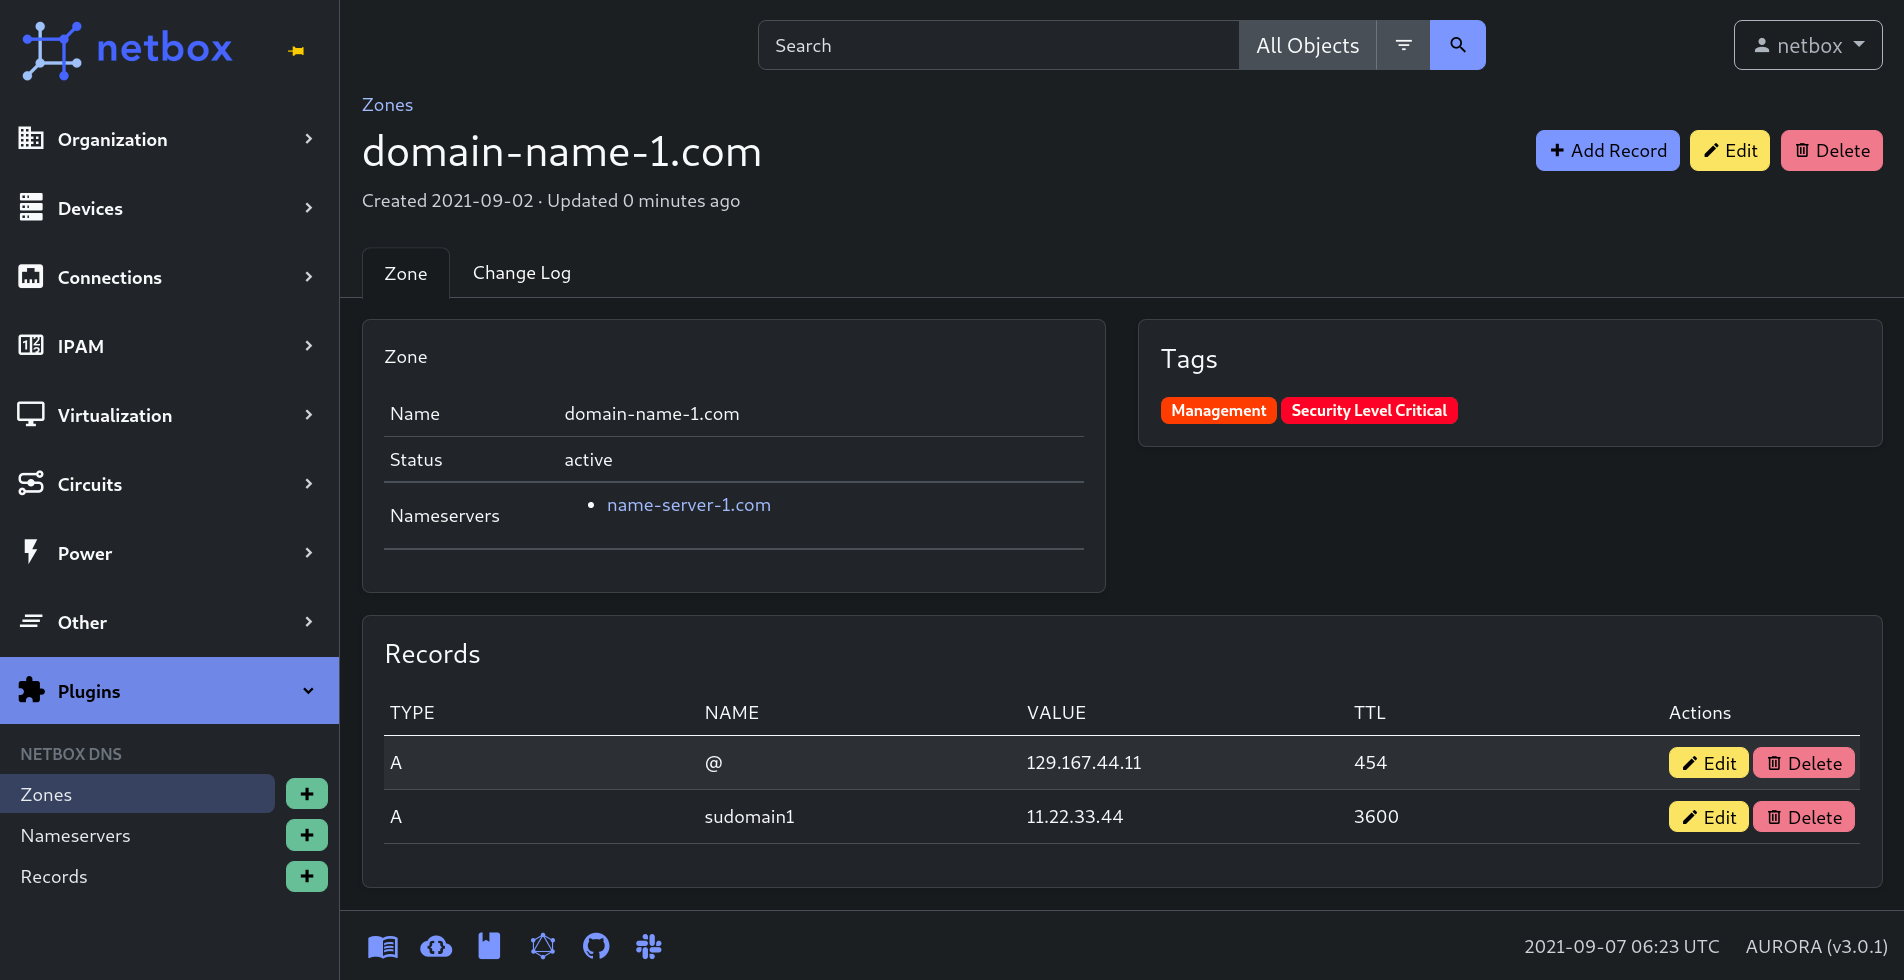 netbox
Search
All Objects
netbox
Organization
Devices
Connections
IPAM
Virtualization
Circuits
Power
Other
Plugins
NETBOX DNS
Zones
Nameservers
Records
Zones
domain-name-1.com
Add Record
Edit
Delete
Created 2021-09-02 · Updated 0 minutes ago
Zone
Change Log
Zone
Name domain-name-1.com
Status active
Nameservers • name-server-1.com
Tags
Management Security Level Critical
Records
TYPE NAME VALUE TTL Actions
A @ 129.167.44.11 454 Edit Delete
A sudomain1 11.22.33.44 3600 Edit Delete
2021-09-07 06:23 UTC AURORA (v3.0.1)